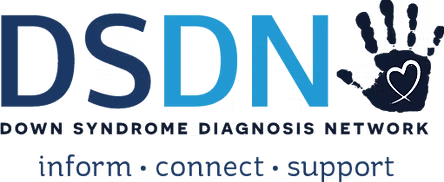 DSDN
DOWN SYNDROME DIAGNOSIS NETWORK
inform • connect • support